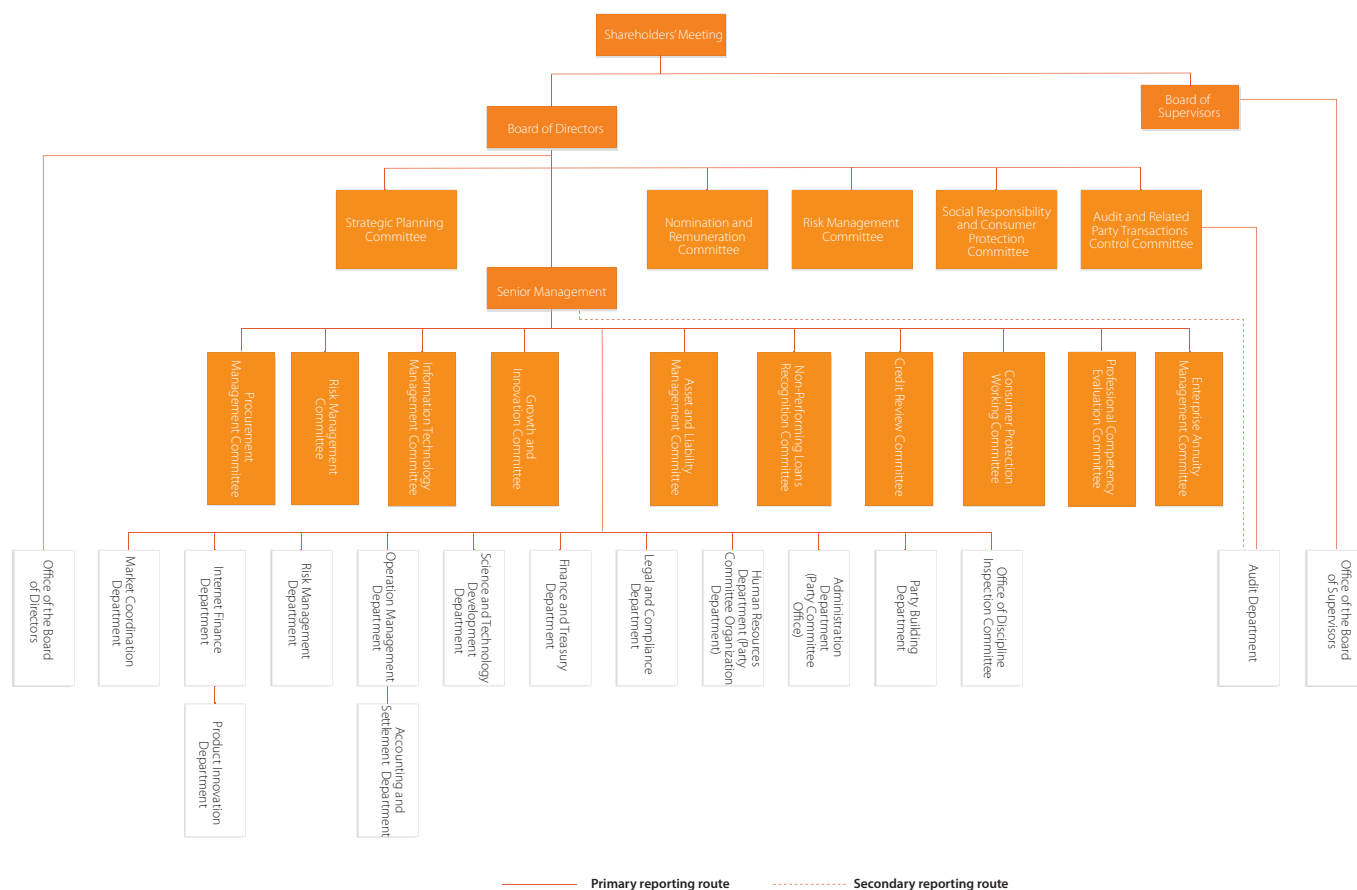 Shareholders' Meeting
Board of Directors
Board of
Supervisors
Strategic Planning
Committee
Nomination and
Remuneration
Committee
Risk Management
Committee
Social Responsibility
and Consumer
Protection
Committee
Audit and Related
Party Transactions
Control Committee
Senior Management
Procurement
Management Committee
Risk Management
Committee
Information Technology
Management Committee
Growth and
Innovation Committee
Asset and Liability
Management Committee
Non-Performing Loans
Recognition Committee
Credit Review Committee
Consumer Protection
Working Committee
Professional Competency
Evaluation Committee
Enterprise Annuity
Management Committee
Office of the Board
of Directors
Market Coordination
Department
Internet Finance
Department
Risk Management
Department
Operation Management
Department
Science and Technology
Development
Department
Finance and Treasury
Department
Legal and Compliance
Department
Human Resources
Department (Party
Committee Organization
Department)
Administration
Department
(Party Committee
Office)
Party Building
Department
Office of Discipline
Inspection Committee
Audit Department
Office of the Board
of Supervisors
Product Innovation
Department
Accounting and
Settlement Department
Primary reporting route
Secondary reporting route